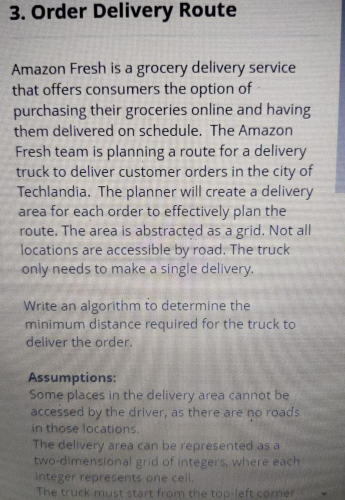 3. Order Delivery Route
Amazon Fresh is a grocery delivery service
that offers consumers the option of
purchasing their groceries online and having
them delivered on schedule. The Amazon
Fresh team is planning a route for a delivery
truck to deliver customer orders in the city of
Techlandia. The planner will create a delivery
area for each order to effectively plan the
route. The area is abstracted as a grid. Not all
locations are accessible by road. The truck
only needs to make a single delivery.
Write an algorithm to determine the
minimum distance required for the truck to
deliver the order.
Assumptions:
Some places in the delivery area cannot be
accessed by the driver, as there are no roads
in those locations.
The delivery area can be represented as a
two-dimensional grid of integers, where each
integer represents one cell.
The truck must start from the top left corner